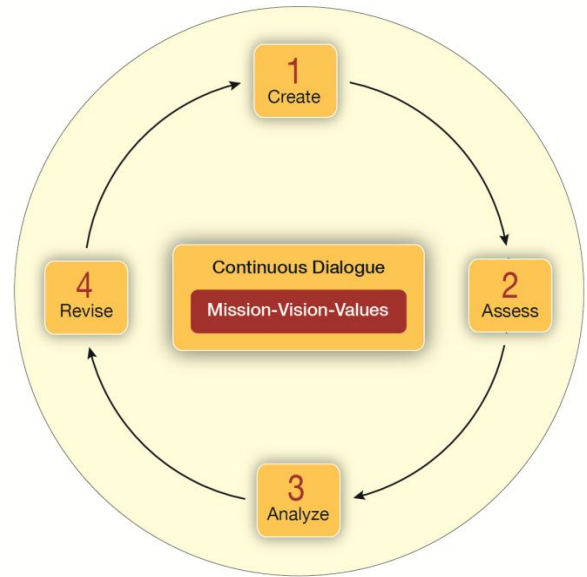 1
Create
2
Assess
3
Analyze
4
Revise
Continuous Dialogue
Mission-Vision-Values